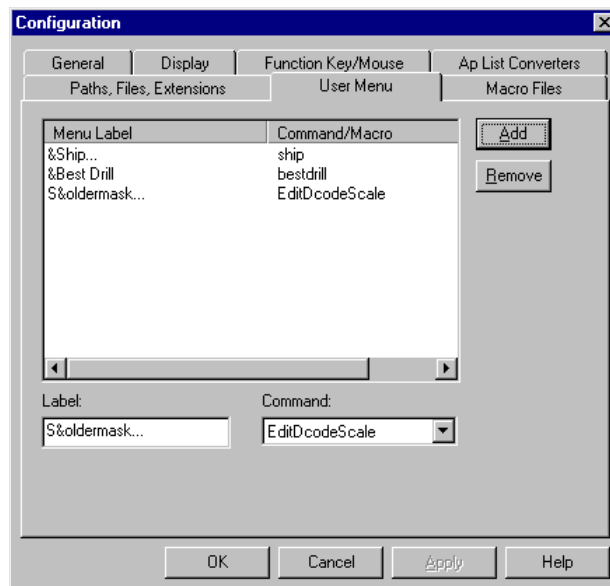 Configuration
General Display Function Key/Mouse Ap List Converters
Paths, Files, Extensions User Menu Macro Files
Menu Label Command/Macro Add
&Ship... ship
&Best Drill bestdrill Remove
S&oldermask... EditDcodeScale
Label: Command:
S&oldermask... EditDcodeScale
OK Cancel Apply Help